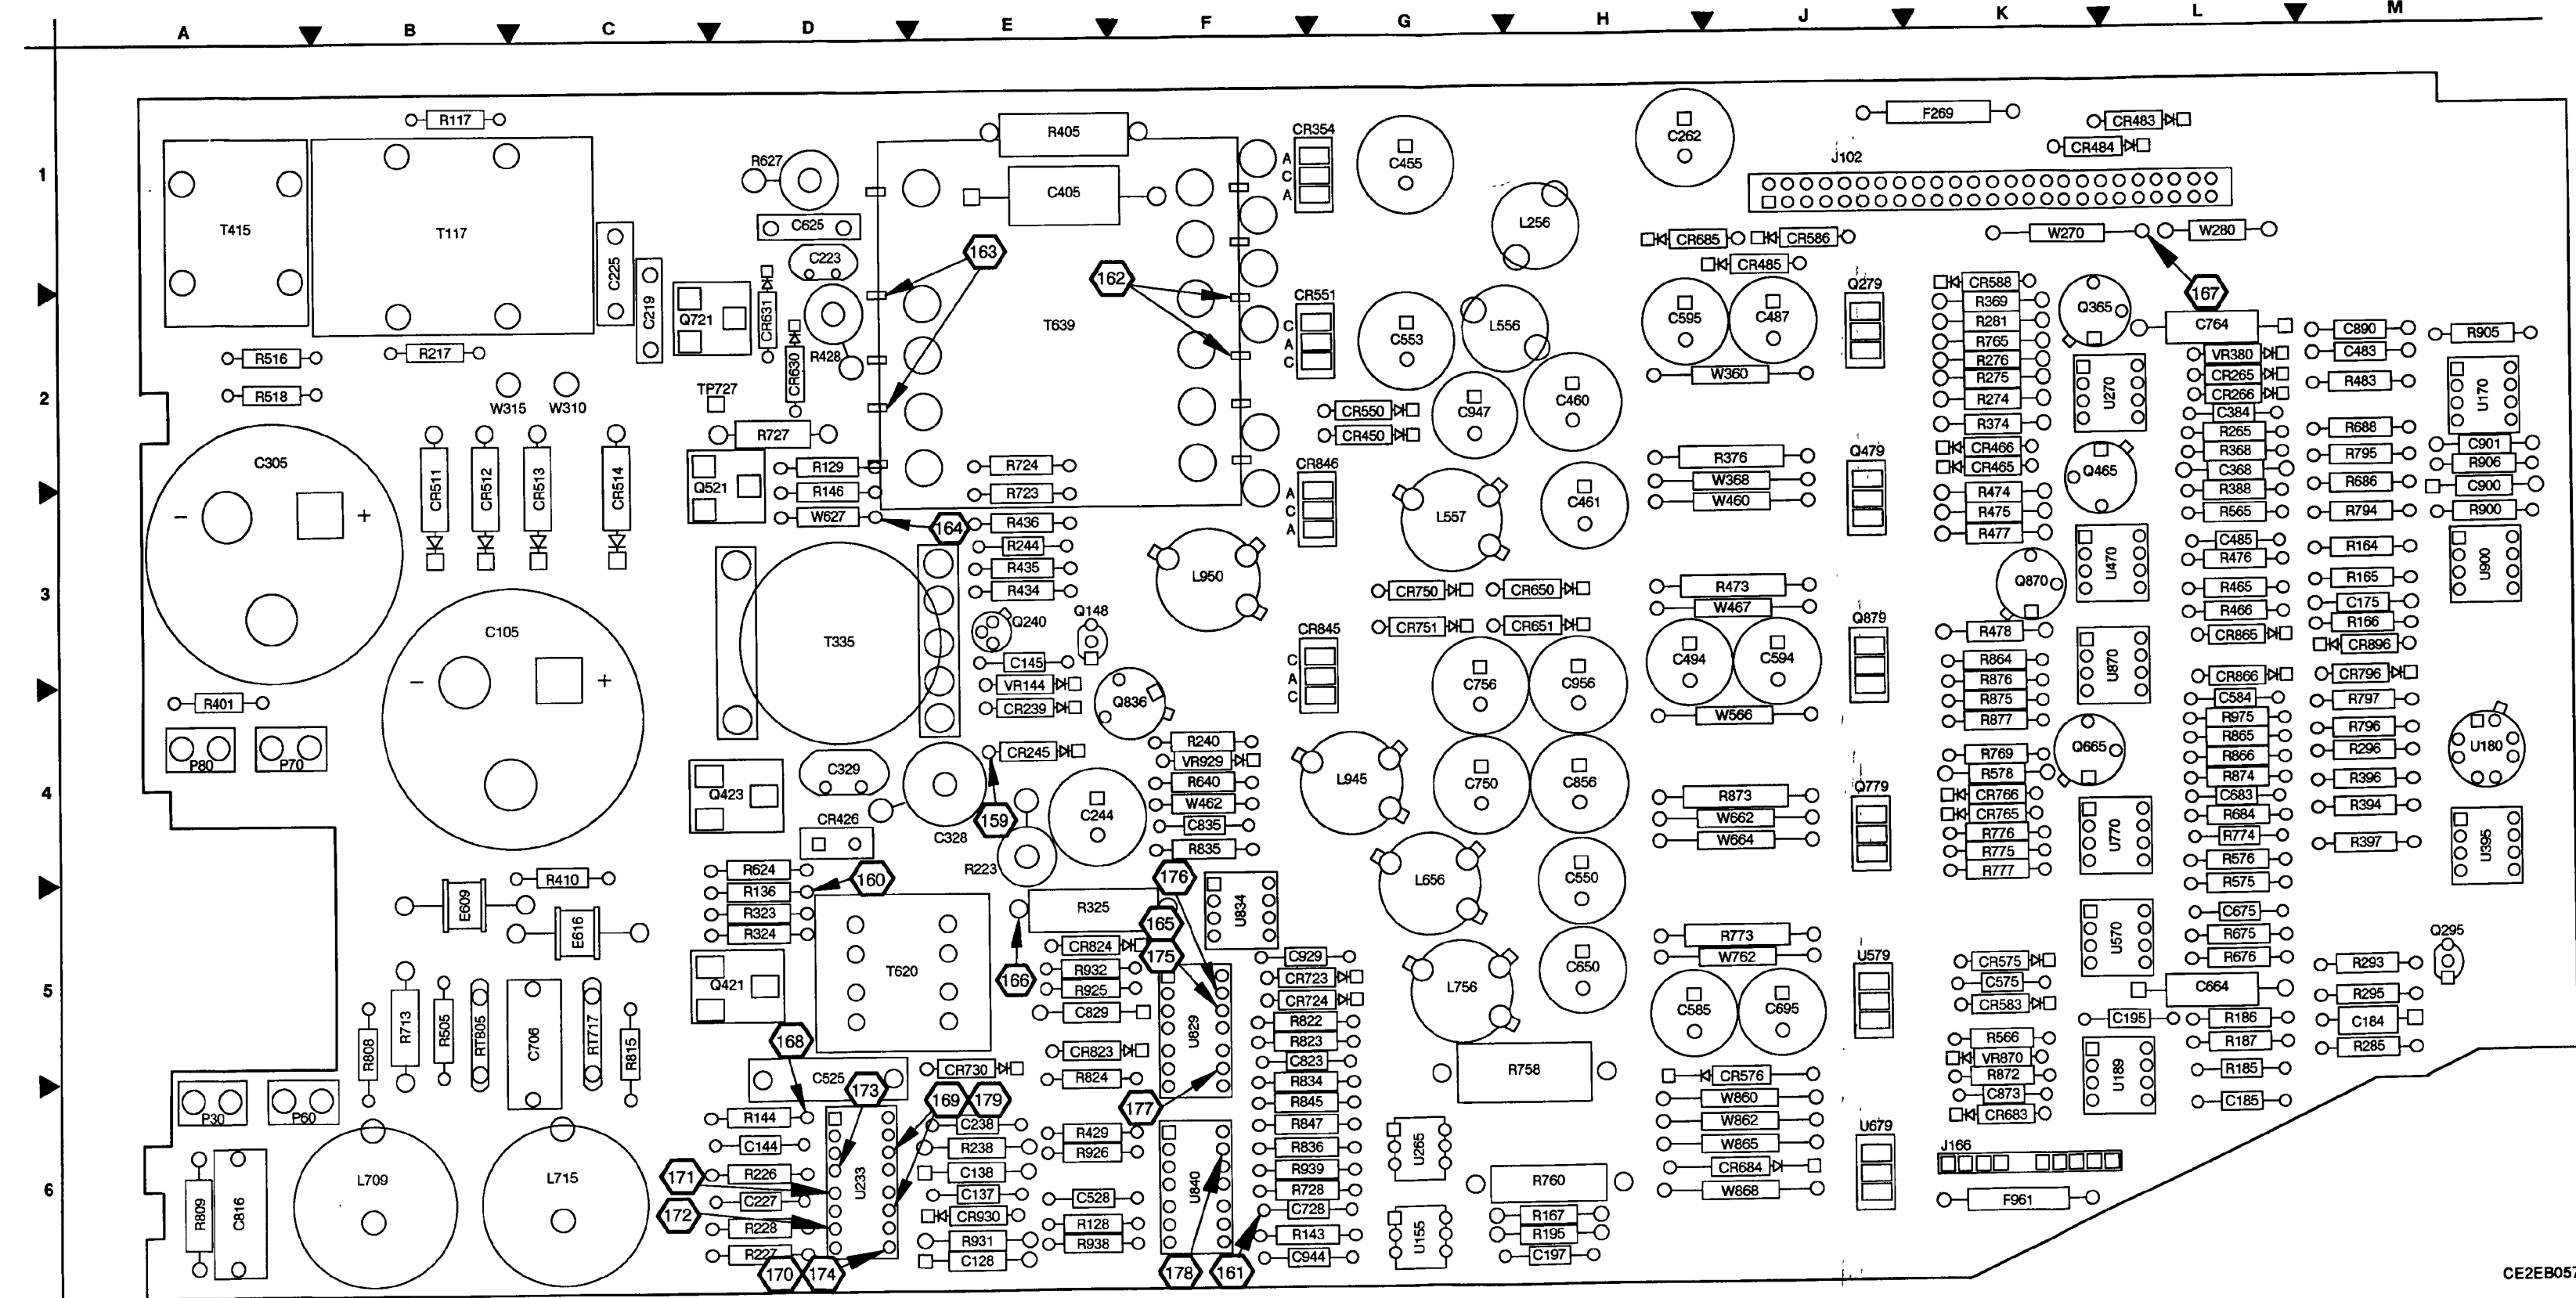 A B C D E F G H J K L M
1
2
3
4
5
6
R117
T415
T117
C225
C219
R516
R217
R518
W315
W310
C305
-
+
CR511
CR512
CR513
CR514
C105
-
+
R401
P80
P70
R410
E609
E616
R713
R505
RT805
C706
RT717
R815
R808
P30
P60
R809
C816
L709
L715
R627
C625
C223
CR631
Q721
CR630
R428
TP727
R727
Q521
R129
R146
W627
T335
C329
Q423
CR426
C328
R624
R136
R323
R324
T620
Q421
C525
R144
C144
R226
C227
R228
R227
U233
R405
C405
T639
163
162
R724
R723
164
R436
R244
R435
R434
Q240
Q148
C145
VR144
CR239
Q836
CR245
159
C244
R223
160
R325
166
CR824
R932
R925
C829
CR823
R824
168
173
169
179
CR730
C238
R238
C138
C137
CR930
R931
C128
171
172
170
174
R429
R926
C528
R128
R938
L950
R240
VR929
R640
W462
C835
R835
176
165
175
U834
U829
177
U840
178
161
CR354
A
C
A
CR551
C
A
C
CR846
A
C
A
CR845
C
A
C
C455
C553
L256
L556
CR550
CR450
C947
C460
L557
C461
CR750
CR650
CR751
CR651
C756
C956
L945
C750
C856
L656
C550
L756
C650
C929
CR723
CR724
R822
R823
C823
R834
R845
R847
R836
R939
R728
C728
R143
C944
R758
U265
U155
R760
R167
R195
C197
C262
J102
F269
CR483
CR484
CR685
CR586
CR485
W270
W280
167
C595
C487
Q279
W360
R376
W368
W460
Q479
R473
W467
Q879
C494
C594
W566
R873
W662
W664
Q779
R773
W762
U579
C585
C695
CR576
W860
W862
W865
CR684
W868
U679
CR588
R369
R281
R765
R276
R275
R274
R374
CR466
CR465
R474
R475
R477
Q870
R478
R864
R876
R875
R877
R769
R578
CR766
CR765
R776
R775
R777
CR575
C575
CR583
R566
VR870
R872
C873
CR683
J166
F961
Q365
U270
Q465
U470
U870
Q665
U770
U570
C195
U189
C764
VR380
CR265
CR266
C384
R265
R368
C368
R388
R565
C485
R476
R465
R466
CR865
CR866
C584
R975
R865
R866
R874
C683
R684
R774
R576
R575
C675
R675
R676
C664
R186
R187
R185
C185
C890
C483
R483
R688
R795
R686
R794
R164
R165
C175
R166
CR896
CR796
R797
R796
R296
R396
R394
R397
R293
R295
C184
R285
R905
U170
C901
R906
C900
R900
U900
U180
U395
Q295
CE2EB057